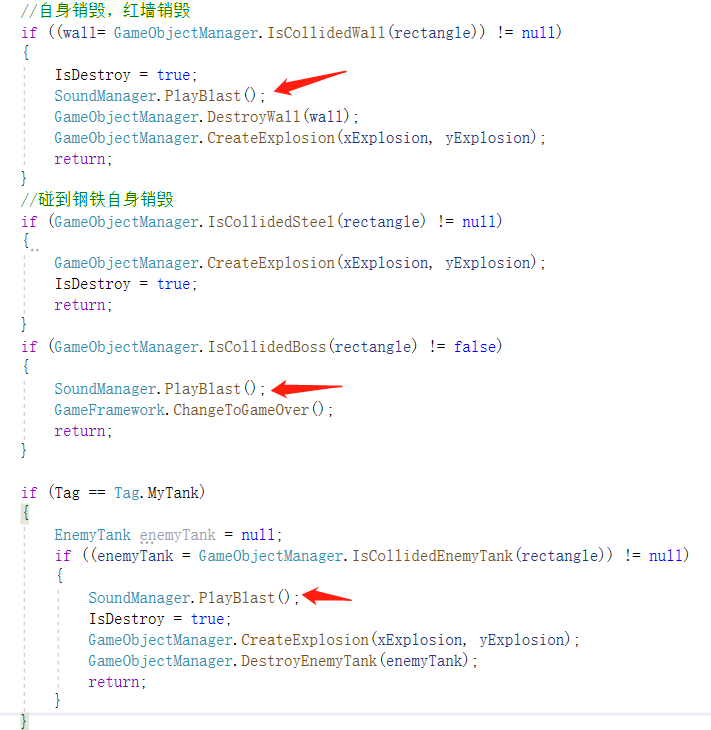 //自身销毁，红墙销毁
if ((wall= GameObjectManager.IsCollidedWall(rectangle)) != null)
{
IsDestroy = true;
SoundManager.PlayBlast();
GameObjectManager.DestroyWall(wall);
GameObjectManager.CreateExplosion(xExplosion, yExplosion);
return;
}
//碰到钢铁自身销毁
if (GameObjectManager.IsCollidedSteel(rectangle) != null)
{
GameObjectManager.CreateExplosion(xExplosion, yExplosion);
IsDestroy = true;
return;
}
if (GameObjectManager.IsCollidedBoss(rectangle) != false)
{
SoundManager.PlayBlast();
GameFramework.ChangeToGameOver();
return;
}
if (Tag == Tag.MyTank)
{
EnemyTank enemyTank = null;
if ((enemyTank = GameObjectManager.IsCollidedEnemyTank(rectangle)) != null)
{
SoundManager.PlayBlast();
IsDestroy = true;
GameObjectManager.CreateExplosion(xExplosion, yExplosion);
GameObjectManager.DestroyEnemyTank(enemyTank);
return;
}
}